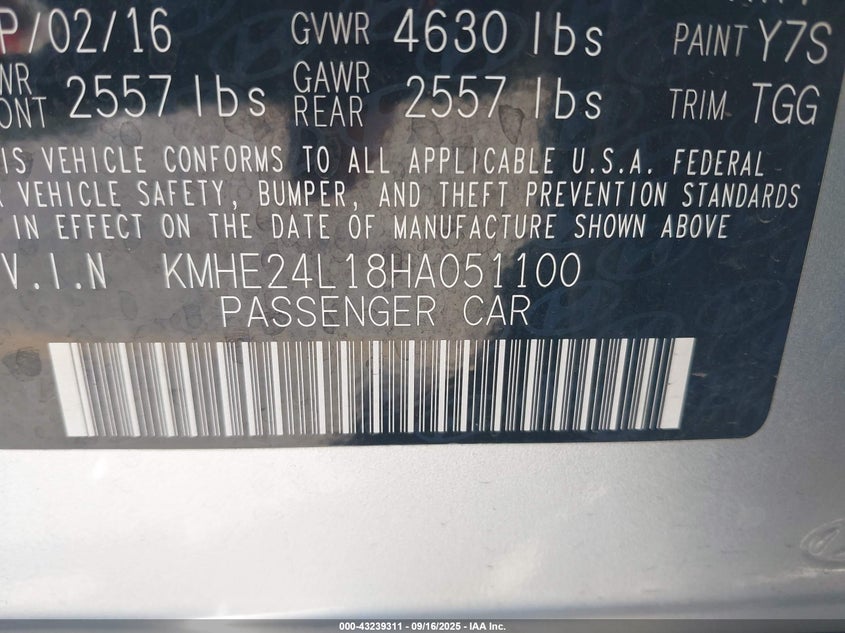 P/02/16 GVWR 4630 lbs PAINT Y7S
WR FRONT 2557 lbs GAWR REAR 2557 lbs TRIM TGG
IS VEHICLE CONFORMS TO ALL APPLICABLE U.S.A. FEDERAL
R VEHICLE SAFETY, BUMPER, AND THEFT PREVENTION STANDARDS
IN EFFECT ON THE DATE OF MANUFACTURE SHOWN ABOVE
V.I.N KMHE24L18HA051100
PASSENGER CAR
000-43239311 - 09/16/2025 - IAA Inc.